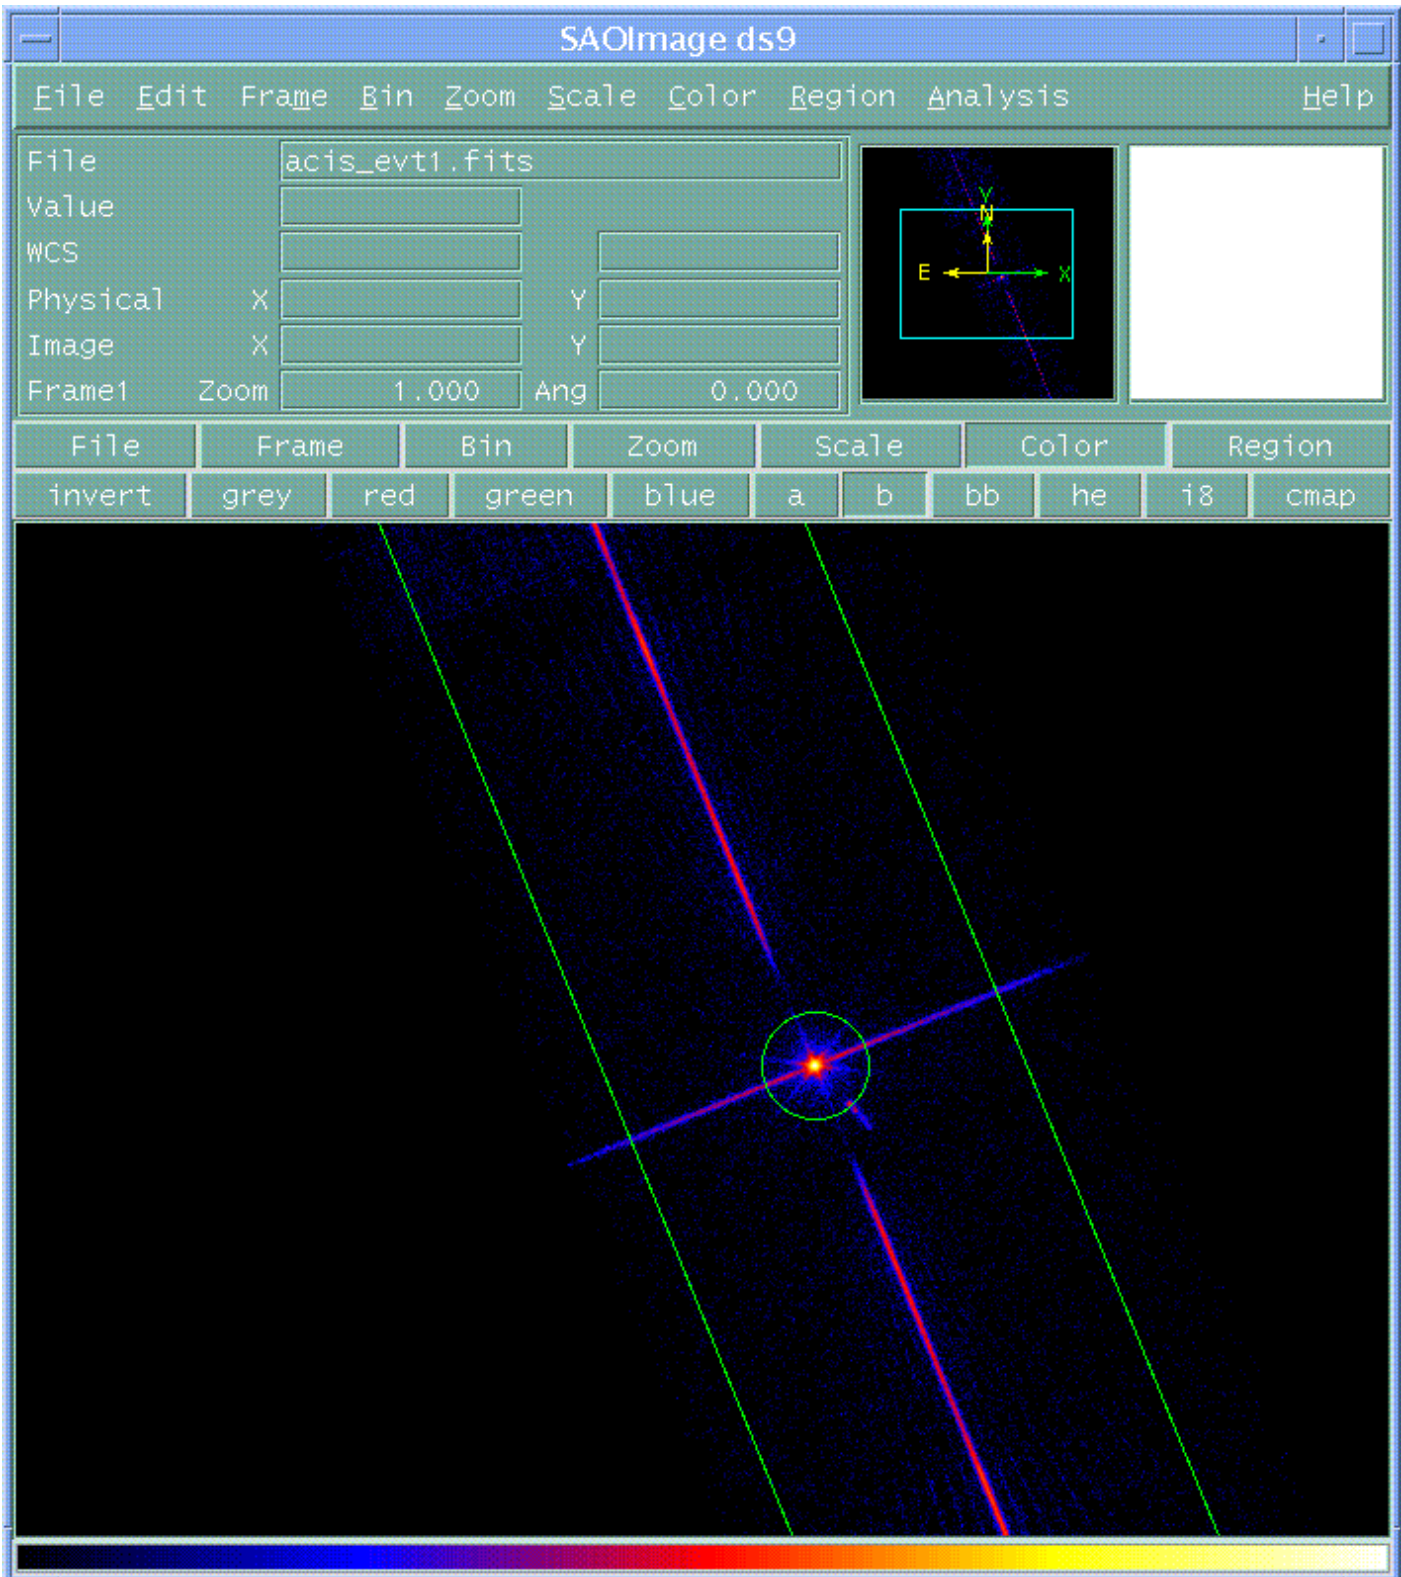 SAOImage ds9
File Edit Frame Bin Zoom Scale Color Region Analysis Help
File acis_evt1.fits
Value
WCS
Physical X Y
Image X Y
Frame1 Zoom 1.000 Ang 0.000
Y
N
E X
File Frame Bin Zoom Scale Color Region
invert grey red green blue a b bb he i8 cmap